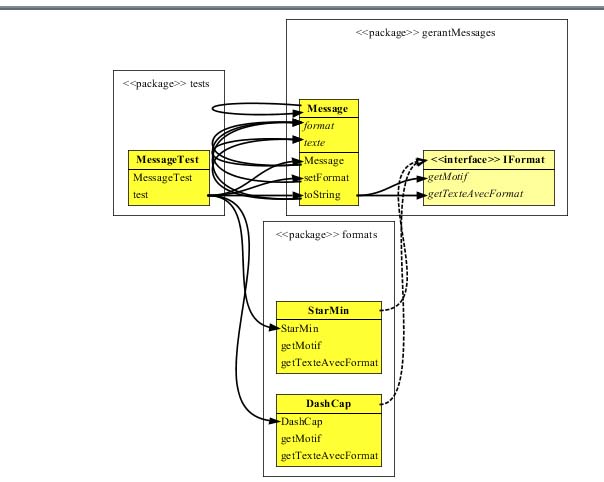 <<package>> gerantMessages
<<package>> tests
Message
format
texte
Message
setFormat
toString
MessageTest
MessageTest
test
<<interface>> IFormat
getMotif
getTexteAvecFormat
<<package>> formats
StarMin
StarMin
getMotif
getTexteAvecFormat
DashCap
DashCap
getMotif
getTexteAvecFormat